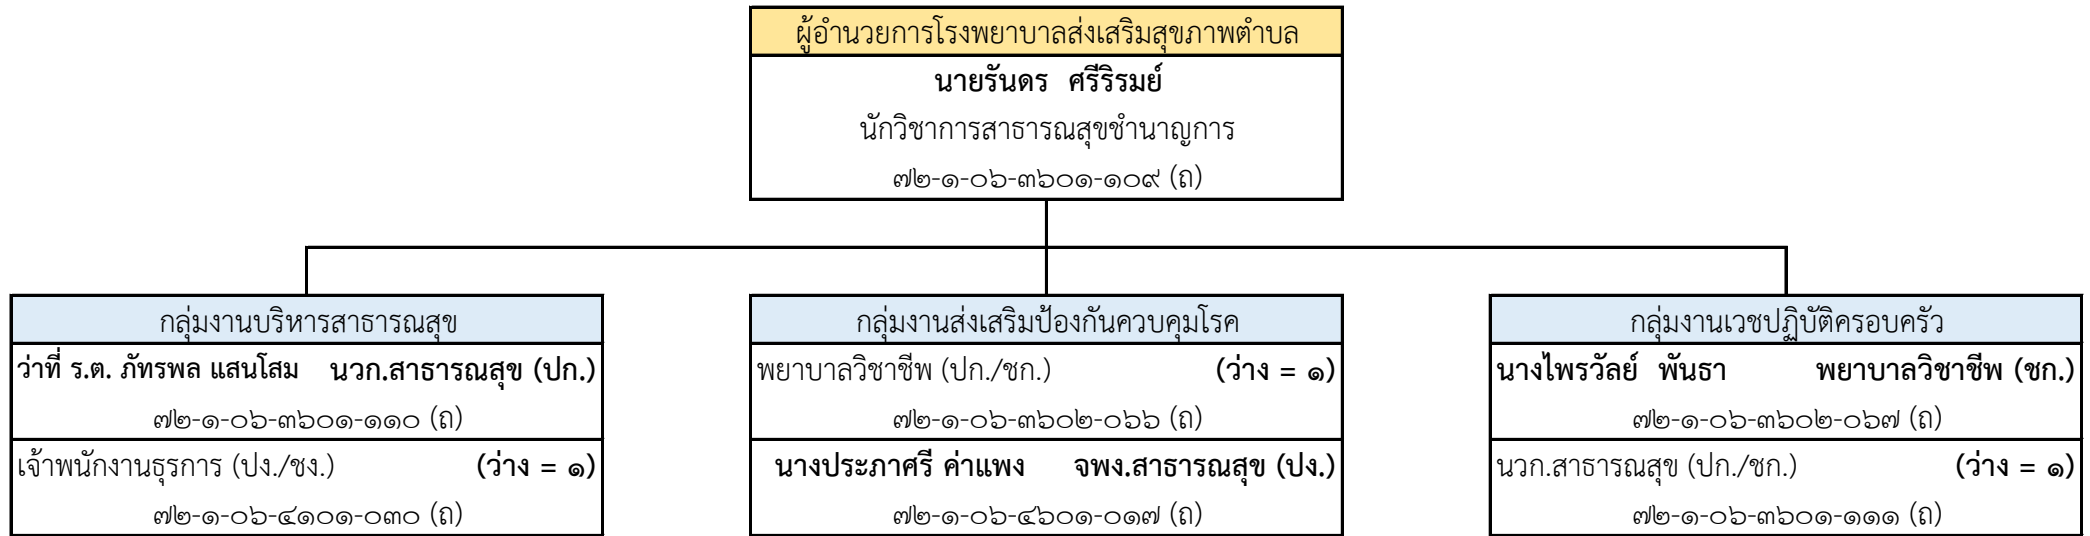 ผู้อำนวยการโรงพยาบาลส่งเสริมสุขภาพตำบล
นายรันดร ศรีริรมย์
นักวิชาการสาธารณสุขชำนาญการ
๗๒-๑-๐๖-๓๖๐๑-๑๐๙ (ถ)
กลุ่มงานบริหารสาธารณสุข
ว่าที่ ร.ต. ภัทรพล แสนโสม นวก.สาธารณสุข (ปก.)
๗๒-๑-๐๖-๓๖๐๑-๑๑๐ (ถ)
เจ้าพนักงานธุรการ (ปง./ชง.) (ว่าง = ๑)
๗๒-๑-๐๖-๔๑๐๑-๐๓๐ (ถ)
กลุ่มงานส่งเสริมป้องกันควบคุมโรค
พยาบาลวิชาชีพ (ปก./ชก.) (ว่าง = ๑)
๗๒-๑-๐๖-๓๖๐๒-๐๖๖ (ถ)
นางประภาศรี ค่าแพง จพง.สาธารณสุข (ปง.)
๗๒-๑-๐๖-๔๖๐๑-๐๑๗ (ถ)
กลุ่มงานเวชปฏิบัติครอบครัว
นางไพรวัลย์ พันธา พยาบาลวิชาชีพ (ชก.)
๗๒-๑-๐๖-๓๖๐๒-๐๖๗ (ถ)
นวก.สาธารณสุข (ปก./ชก.) (ว่าง = ๑)
๗๒-๑-๐๖-๓๖๐๑-๑๑๑ (ถ)